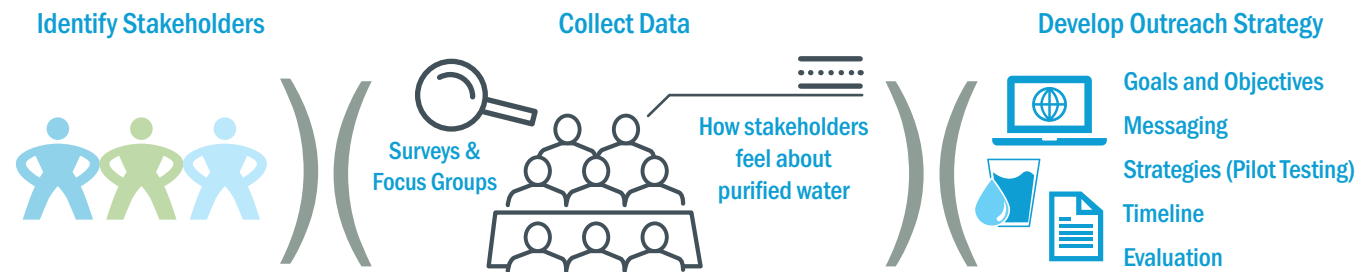 Identify Stakeholders
Collect Data
Surveys &
Focus Groups
How stakeholders
feel about
purified water
Develop Outreach Strategy
Goals and Objectives
Messaging
Strategies (Pilot Testing)
Timeline
Evaluation